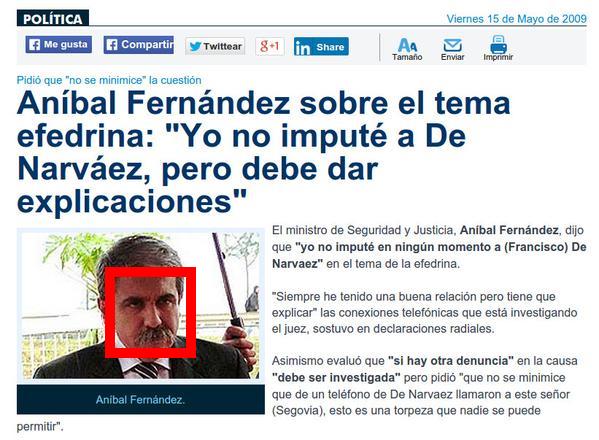 POLÍTICA
Viernes 15 de Mayo de 2009
Me gusta
Compartir
Twittear
g+1
in Share
Tamaño
Enviar
Imprimir
Pidió que "no se minimice" la cuestión
Aníbal Fernández sobre el tema
efedrina: "Yo no imputé a De
Narváez, pero debe dar
explicaciones"
El ministro de Seguridad y Justicia, Aníbal Fernández, dijo
que "yo no imputé en ningún momento a (Francisco) De
Narvaez" en el tema de la efedrina.
"Siempre he tenido una buena relación pero tiene que
explicar" las conexiones telefónicas que está investigando
el juez, sostuvo en declaraciones radiales.
Asimismo evaluó que "si hay otra denuncia" en la causa
"debe ser investigada" pero pidió "que no se minimice
que de un teléfono de De Narvaez llamaron a este señor
(Segovia), esto es una torpeza que nadie se puede
permitir".
Aníbal Fernández.